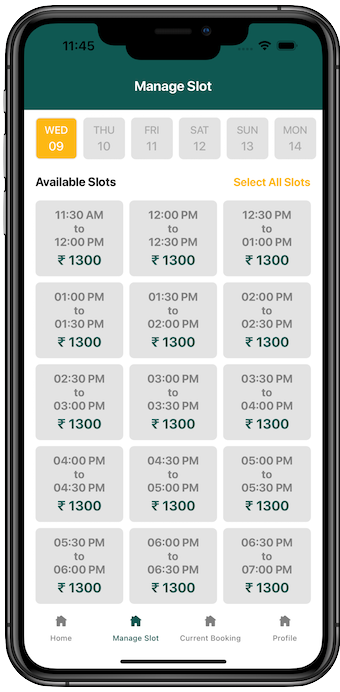 11:45
Manage Slot
WED THU FRI SAT SUN MON
09 10 11 12 13 14
Available Slots Select All Slots
11:30 AM 12:00 PM 12:30 PM
to to to
12:00 PM 12:30 PM 01:00 PM
₹ 1300 ₹ 1300 ₹ 1300
01:00 PM 01:30 PM 02:00 PM
to to to
01:30 PM 02:00 PM 02:30 PM
₹ 1300 ₹ 1300 ₹ 1300
02:30 PM 03:00 PM 03:30 PM
to to to
03:00 PM 03:30 PM 04:00 PM
₹ 1300 ₹ 1300 ₹ 1300
04:00 PM 04:30 PM 05:00 PM
to to to
04:30 PM 05:00 PM 05:30 PM
₹ 1300 ₹ 1300 ₹ 1300
05:30 PM 06:00 PM 06:30 PM
to to to
06:00 PM 06:30 PM 07:00 PM
₹ 1300 ₹ 1300 ₹ 1300
Home Manage Slot Current Booking Profile